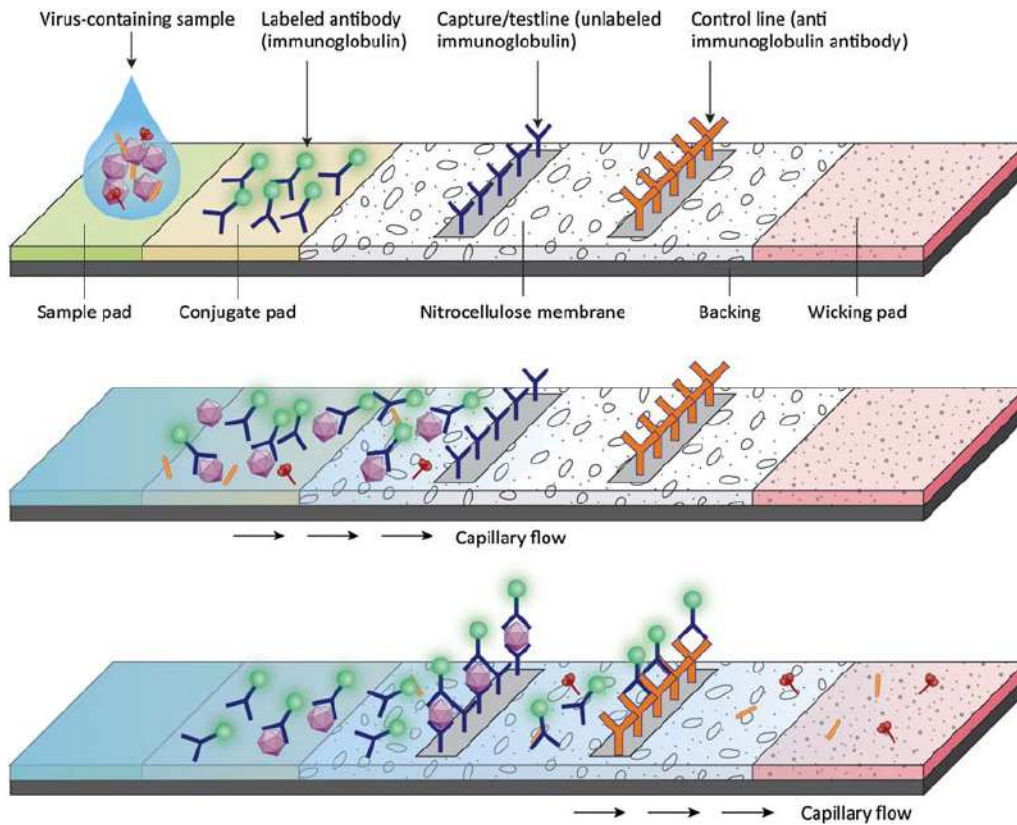 Virus-containing sample
Labeled antibody
(immunoglobulin)
Capture/testline (unlabeled
immunoglobulin)
Control line (anti
immunoglobulin antibody)
Sample pad
Conjugate pad
Nitrocellulose membrane
Backing
Wicking pad
Capillary flow
Capillary flow